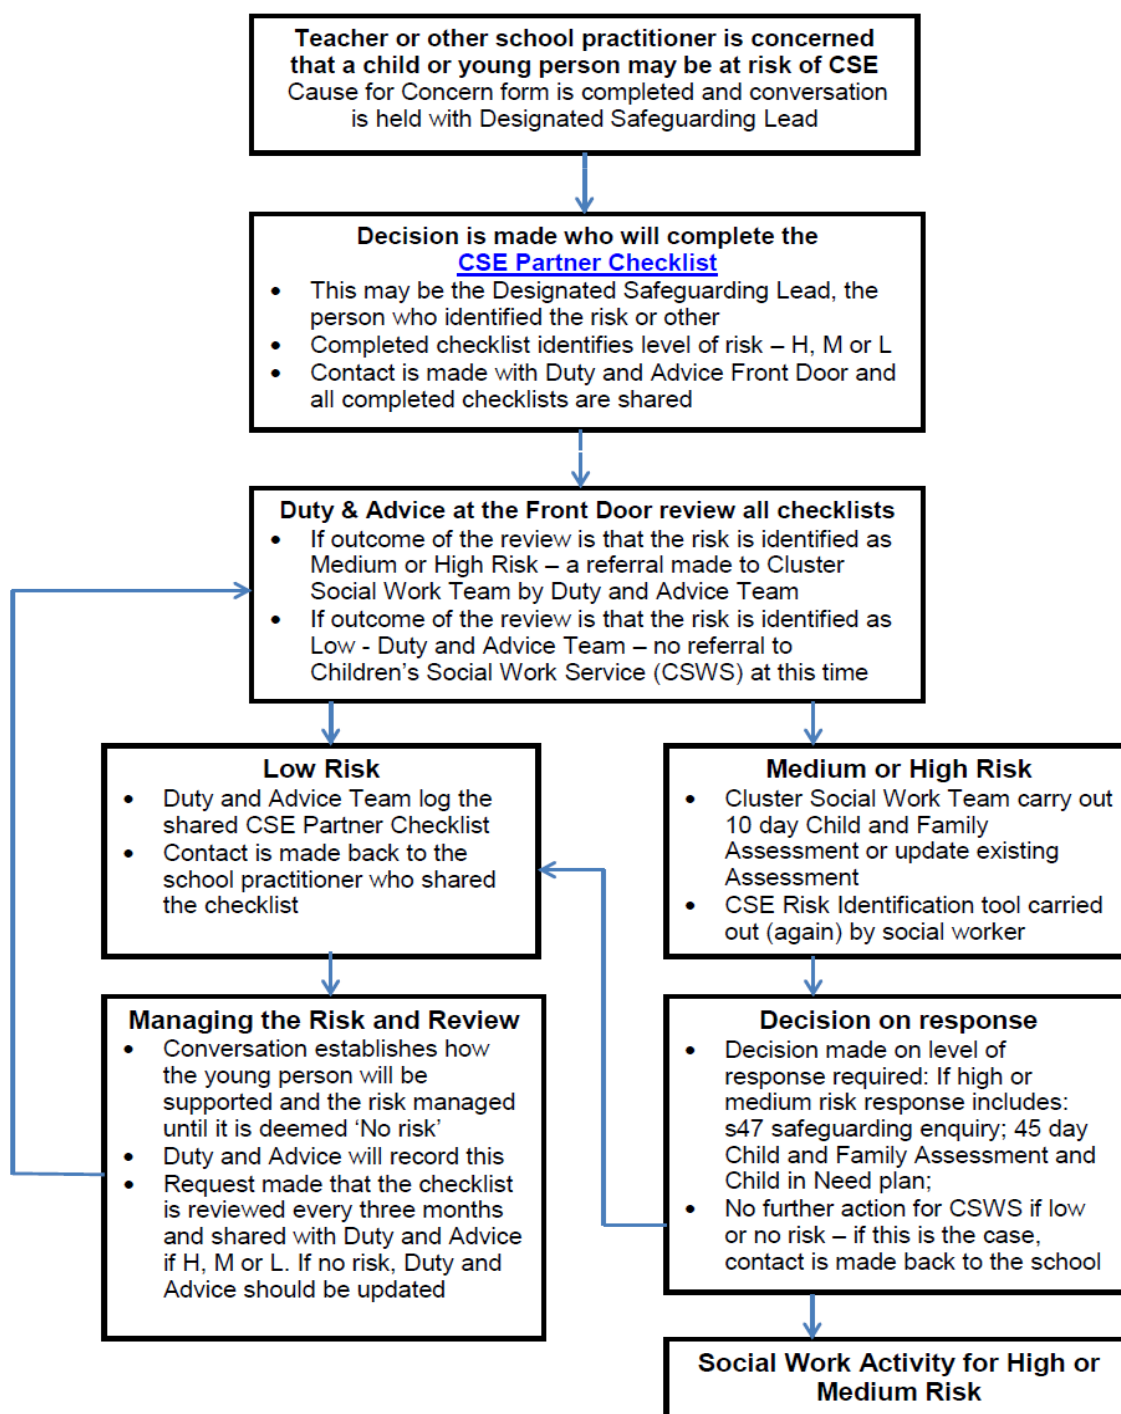 Teacher or other school practitioner is concerned
that a child or young person may be at risk of CSE
Cause for Concern form is completed and conversation
is held with Designated Safeguarding Lead
Decision is made who will complete the
CSE Partner Checklist
• This may be the Designated Safeguarding Lead, the
person who identified the risk or other
• Completed checklist identifies level of risk – H, M or L
• Contact is made with Duty and Advice Front Door and
all completed checklists are shared
Duty & Advice at the Front Door review all checklists
• If outcome of the review is that the risk is identified as
Medium or High Risk – a referral made to Cluster
Social Work Team by Duty and Advice Team
• If outcome of the review is that the risk is identified as
Low - Duty and Advice Team – no referral to
Children's Social Work Service (CSWS) at this time
Low Risk
• Duty and Advice Team log the
shared CSE Partner Checklist
• Contact is made back to the
school practitioner who shared
the checklist
Medium or High Risk
• Cluster Social Work Team carry out
10 day Child and Family
Assessment or update existing
Assessment
• CSE Risk Identification tool carried
out (again) by social worker
Managing the Risk and Review
• Conversation establishes how
the young person will be
supported and the risk managed
until it is deemed 'No risk'
• Duty and Advice will record this
• Request made that the checklist
is reviewed every three months
and shared with Duty and Advice
if H, M or L. If no risk, Duty and
Advice should be updated
Decision on response
• Decision made on level of
response required: If high or
medium risk response includes:
s47 safeguarding enquiry; 45 day
Child and Family Assessment and
Child in Need plan;
• No further action for CSWS if low
or no risk – if this is the case,
contact is made back to the school
Social Work Activity for High or
Medium Risk